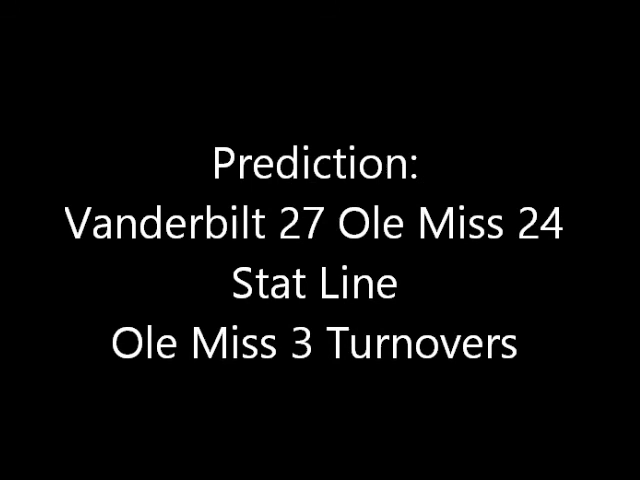 Prediction:
Vanderbilt 27 Ole Miss 24
Stat Line
Ole Miss 3 Turnovers